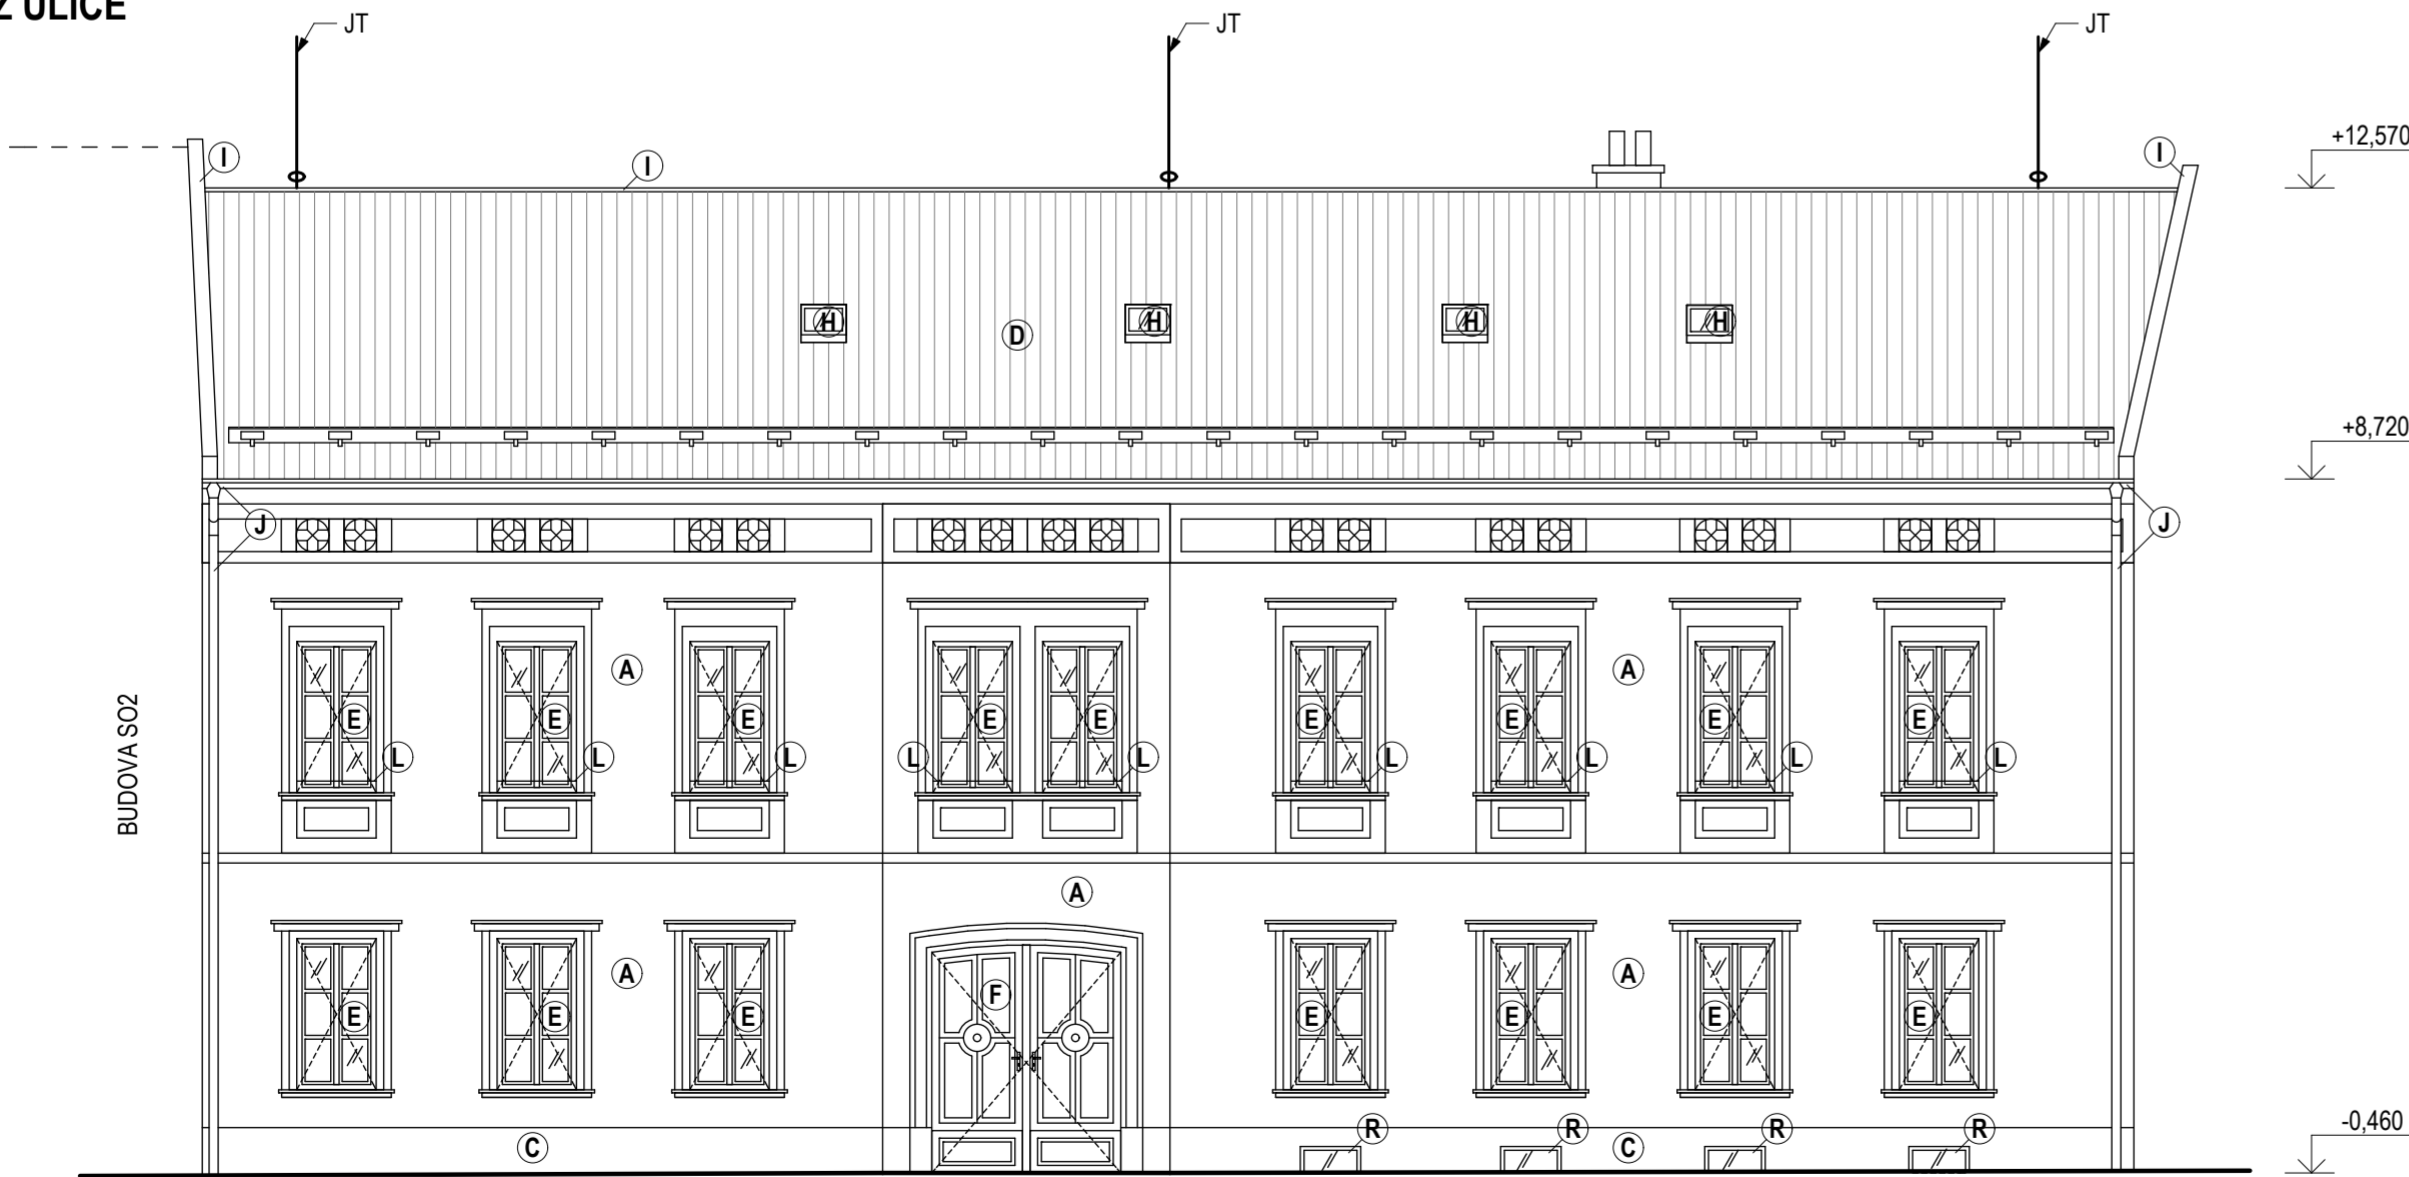 Z ULICE
JT JT JT
+12,570
I I I
H H H H
D
+8,720
J J
A A
BUDOVA SO2
E E E E E E E E E
L L L L L L L L L
A
A A
F
E E E E E E E
R R R R
C C
-0,460